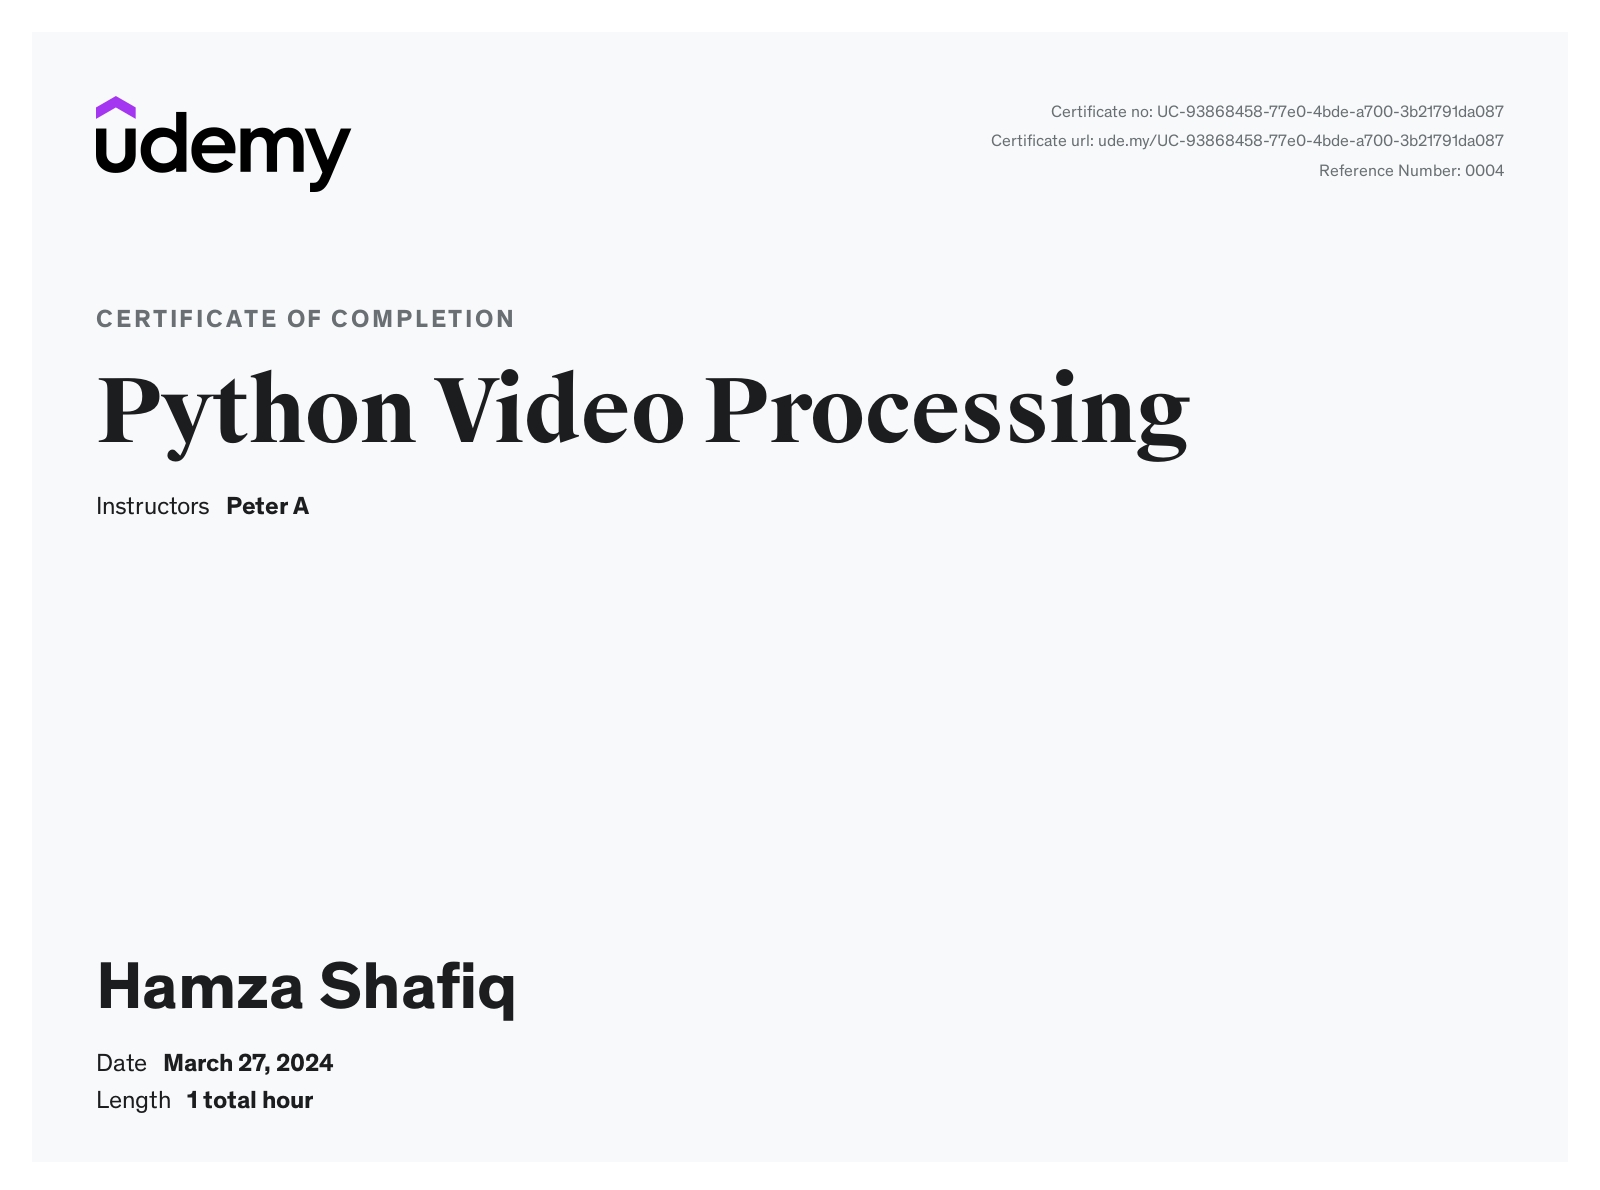 udemy
Certificate no: UC-93868458-77e0-4bde-a700-3b21791da087
Certificate url: ude.my/UC-93868458-77e0-4bde-a700-3b21791da087
Reference Number: 0004
CERTIFICATE OF COMPLETION
Python Video Processing
Instructors Peter A
Hamza Shafiq
Date March 27, 2024
Length 1 total hour